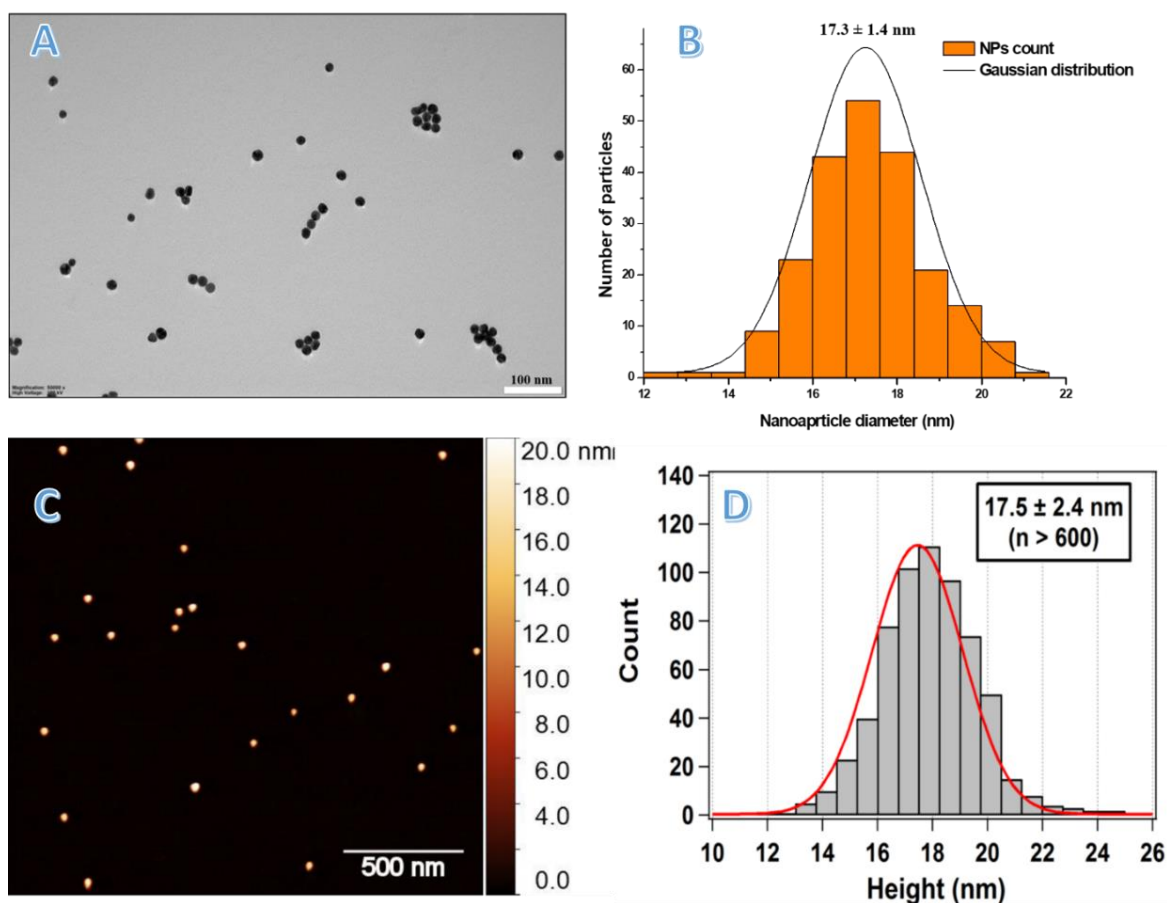 A
Magnification: 50000 x
100 nm
B
17.3 ± 1.4 nm
NPs count
Gaussian distribution
Number of particles
60
50
40
30
20
10
0
12 14 16 18 20 22
Nanoaprticle diameter (nm)
C
20.0 nm
18.0
16.0
14.0
12.0
10.0
8.0
6.0
4.0
0.0
500 nm
D
17.5 ± 2.4 nm
(n > 600)
Count
140
120
100
80
60
40
20
0
10 12 14 16 18 20 22 24 26
Height (nm)